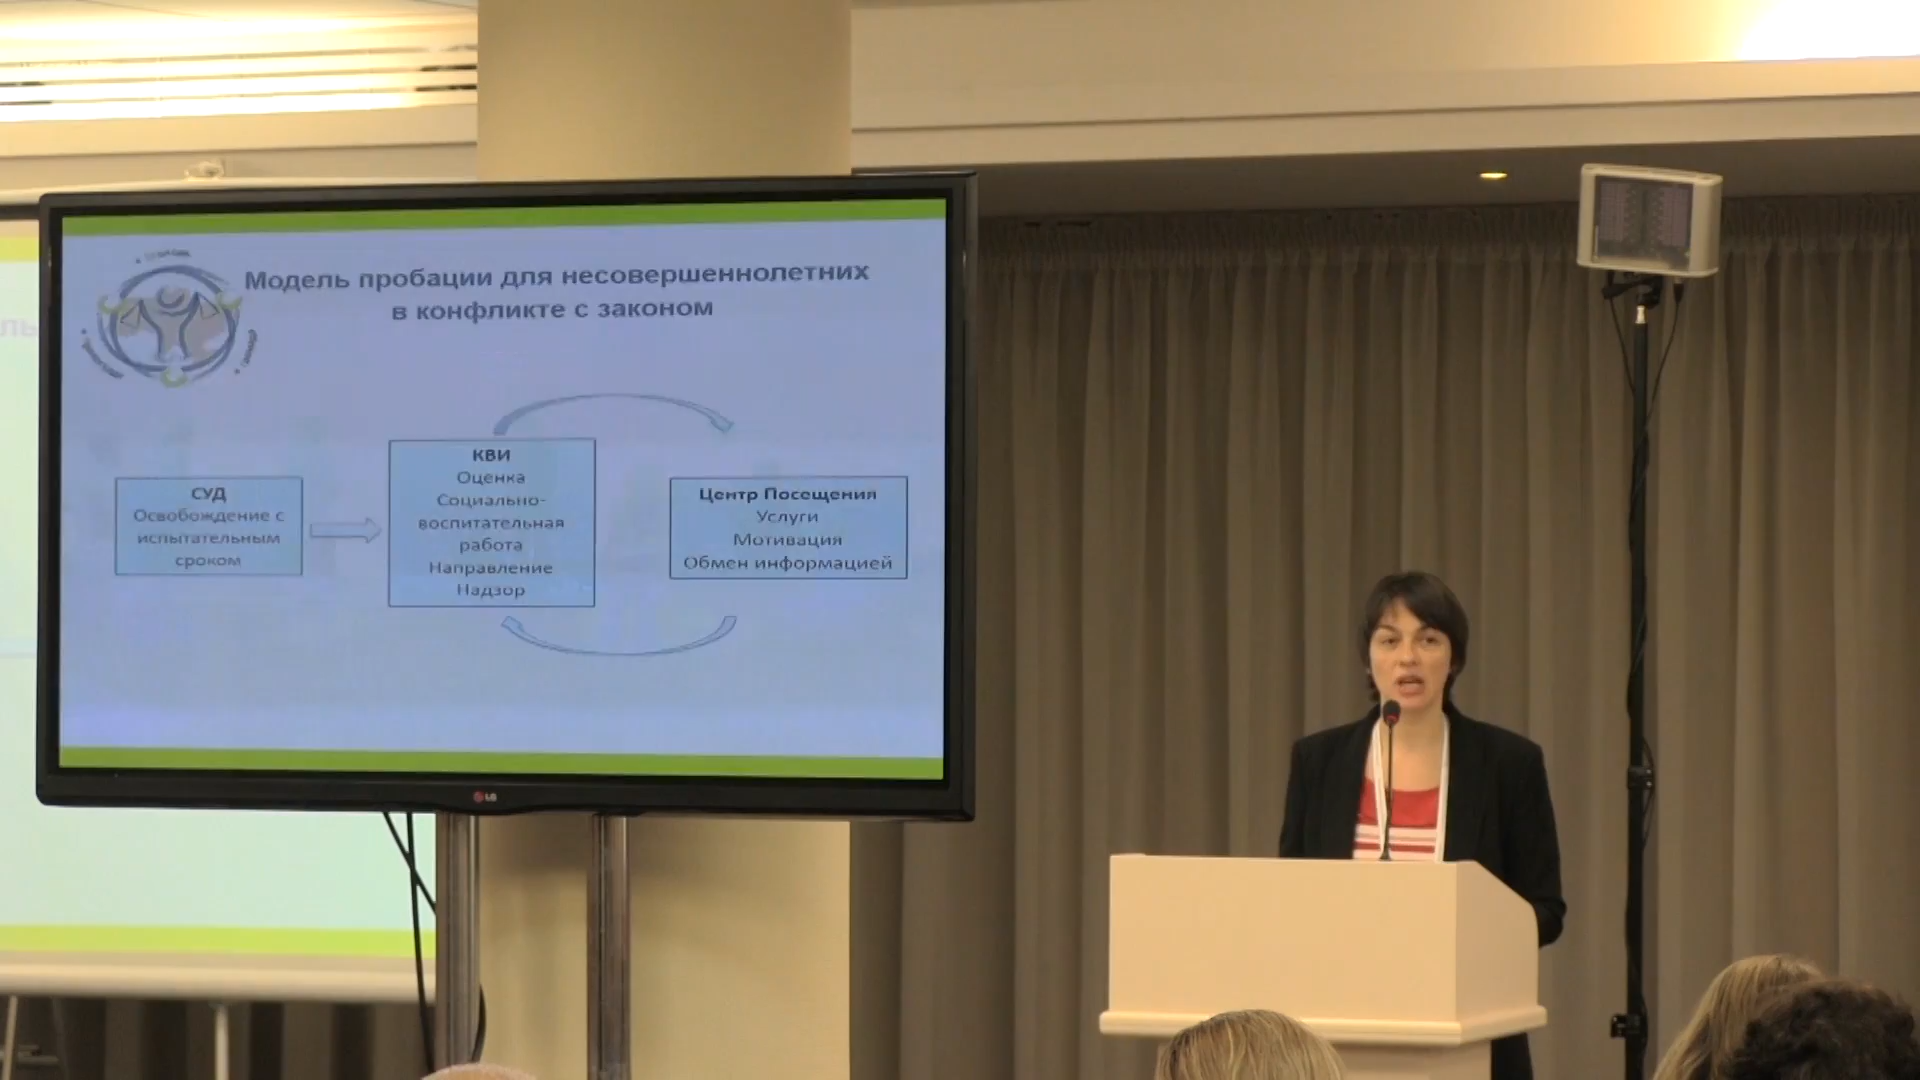 Модель пробации для несовершеннолетних
в конфликте с законом
СУД
Освобождение с
испытательным
сроком
КВИ
Оценка
Социально-
воспитательная
работа
Направление
Надзор
Центр Посещения
Услуги
Мотивация
Обмен информацией
LG